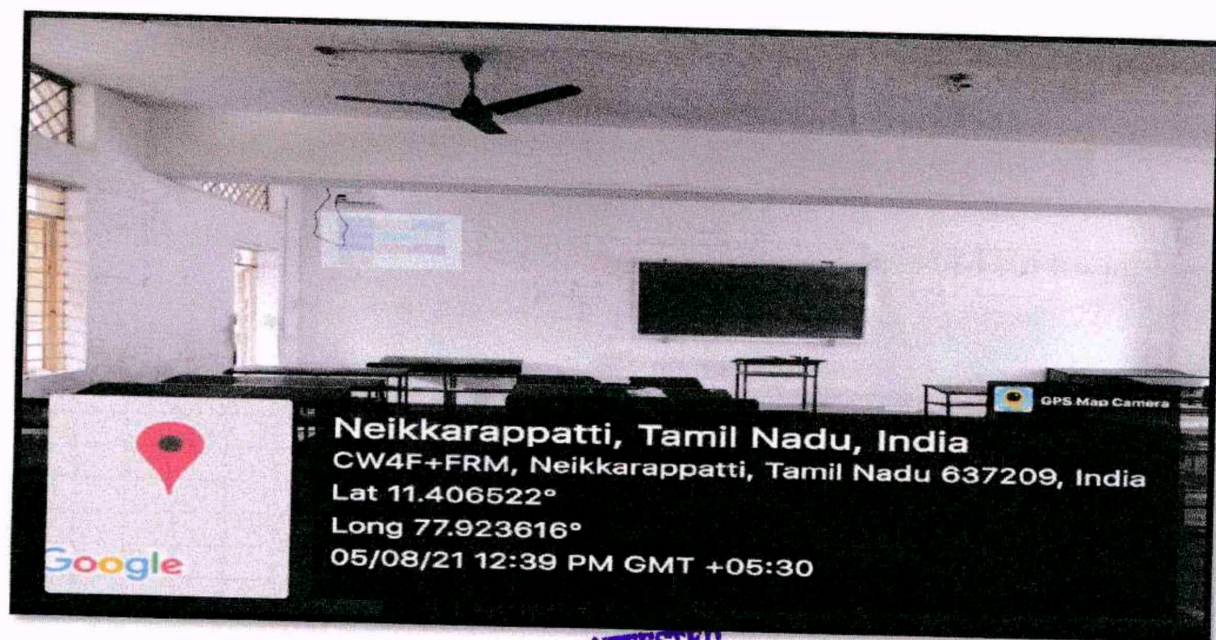 GPS Map Camera
Neikkarappatti, Tamil Nadu, India
CW4F+FRM, Neikkarappatti, Tamil Nadu 637209, India
Lat 11.406522°
Long 77.923616°
05/08/21 12:39 PM GMT +05:30
Google